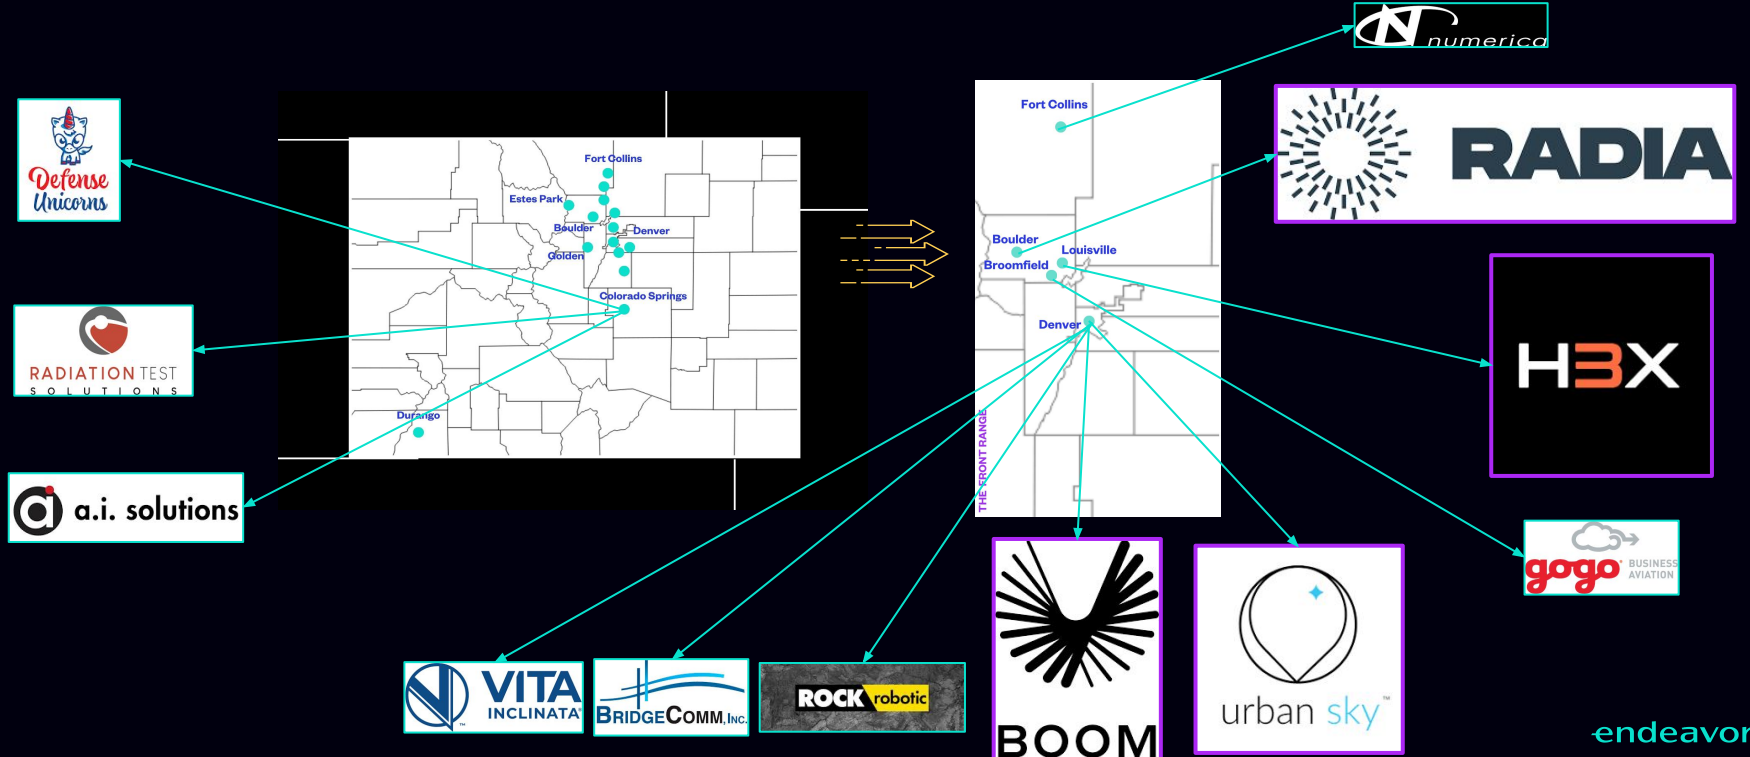 numerica
Fort Collins
RADIA
Defense
Unicorns
Fort Collins
Estes Park
Boulder
Denver
Golden
Boulder
Louisville
Broomfield
Colorado Springs
Denver
H3X
RADIATION TEST
SOLUTIONS
Durango
THE FRONT RANGE
a.i. solutions
gogo BUSINESS
AVIATION
VITA
INCLINATA
BRIDGECOMM, INC.
ROCK robotic
BOOM
urban sky™
endeavor